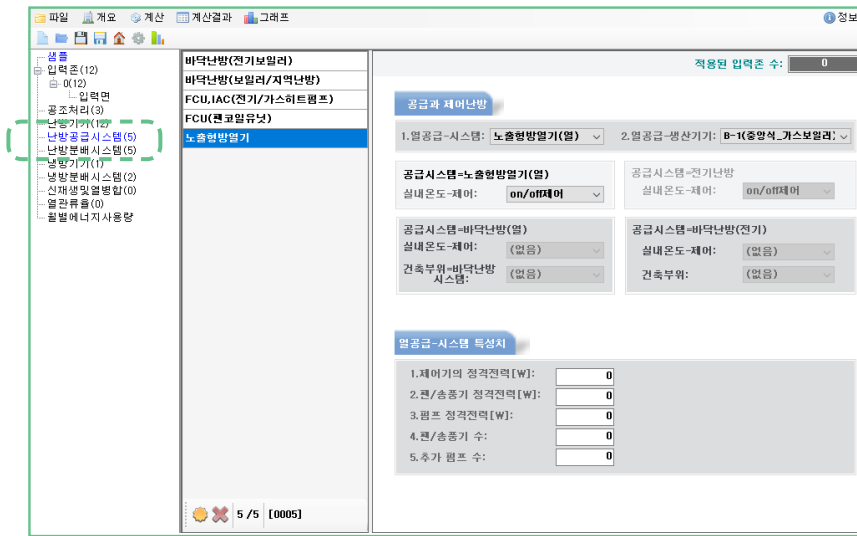 파일 개요 계산 계산결과 그래프 정보
샘플
입력존(12)
0(12)
입력면
공조처리(3)
난방기기(12)
난방공급시스템(5)
난방분배시스템(5)
냉방기기(1)
냉방분배시스템(2)
신재생및열병합(0)
열관류율(0)
월별에너지사용량
바닥난방(전기보일러)
바닥난방(보일러/지역난방)
FCU,IAC(전기/가스히트펌프)
FCU(팬코일유닛)
노출형방열기
5 /5 [0005]
적용된 입력존 수: 0
공급과 제어난방
1.열공급-시스템: 노출형방열기(열) 2.열공급-생산기기: B-1(중앙식_가스보일러)
공급시스템=노출형방열기(열)
실내온도-제어: on/off제어
공급시스템=전기난방
실내온도-제어: on/off제어
공급시스템=바닥난방(열)
실내온도-제어: (없음)
건축부위=바닥난방
시스템: (없음)
공급시스템=바닥난방(전기)
실내온도-제어: (없음)
건축부위: (없음)
열공급-시스템 특성치
1.제어기의 정격전력[W]: 0
2.팬/송풍기 정격전력[W]: 0
3.펌프 정격전력[W]: 0
4.팬/송풍기 수: 0
5.추가 펌프 수: 0